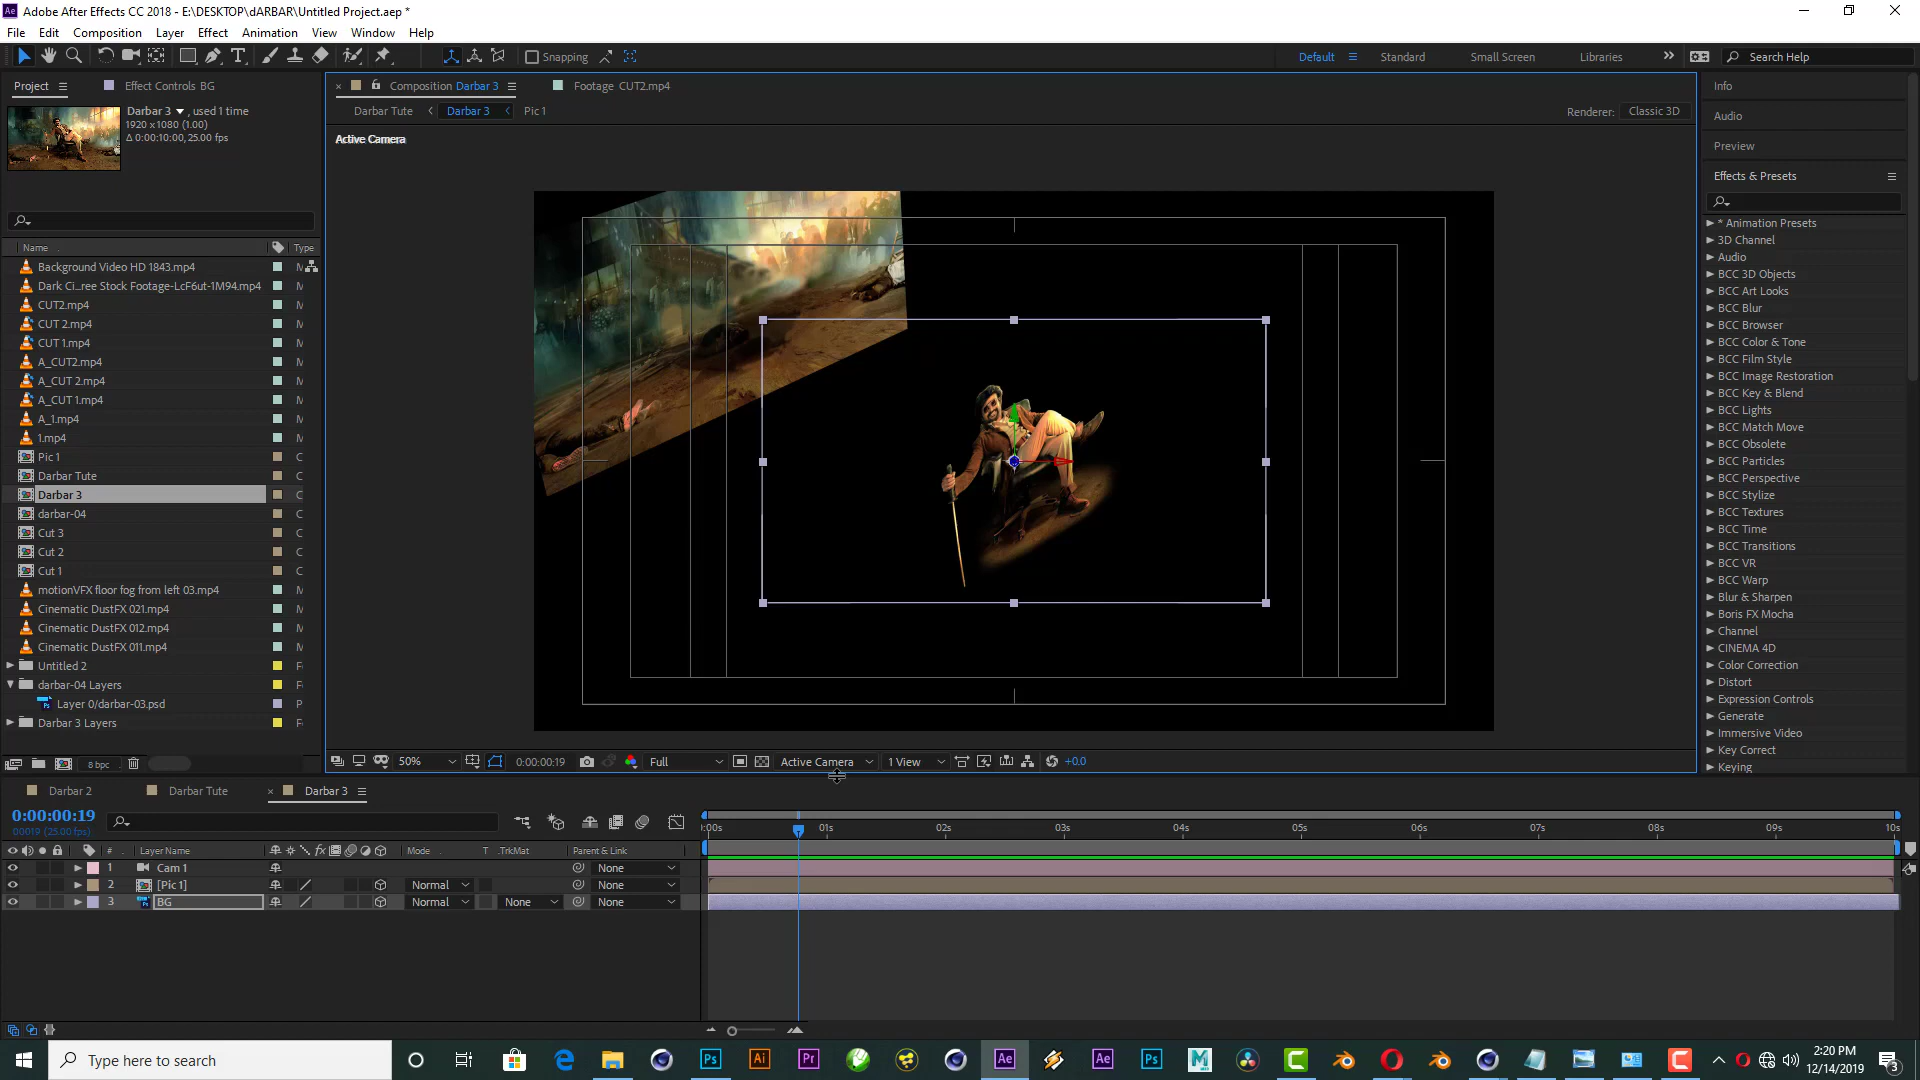 Adobe After Effects CC 2018 - E:\DESKTOP\dARBAR\Untitled Project.aep *
File Edit Composition Layer Effect Animation View Window Help
Snapping
Default Standard Small Screen Libraries Search Help
Project Effect Controls BG
Darbar 3 , used 1 time
1920 x 1080 (1.00)
Δ 0:00:10:00, 25.00 fps
Name Type
Background Video HD 1843.mp4
Dark Ci...ree Stock Footage-LcF6ut-1M94.mp4
CUT2.mp4
CUT 2.mp4
CUT 1.mp4
A_CUT2.mp4
A_CUT 2.mp4
A_CUT 1.mp4
A_1.mp4
1.mp4
Pic 1
Darbar Tute
Darbar 3
darbar-04
Cut 3
Cut 2
Cut 1
motionVFX floor fog from left 03.mp4
Cinematic DustFX 021.mp4
Cinematic DustFX 012.mp4
Cinematic DustFX 011.mp4
Untitled 2
darbar-04 Layers
Layer 0/darbar-03.psd
Darbar 3 Layers
8 bpc
Composition Darbar 3 Footage CUT2.mp4
Darbar Tute Darbar 3 Pic 1
Renderer: Classic 3D
Active Camera
50% 0:00:00:19 Full Active Camera 1 View +0.0
Info
Audio
Preview
Effects & Presets
* Animation Presets
3D Channel
Audio
BCC 3D Objects
BCC Art Looks
BCC Blur
BCC Browser
BCC Color & Tone
BCC Film Style
BCC Image Restoration
BCC Key & Blend
BCC Lights
BCC Match Move
BCC Obsolete
BCC Particles
BCC Perspective
BCC Stylize
BCC Textures
BCC Time
BCC Transitions
BCC VR
BCC Warp
Blur & Sharpen
Boris FX Mocha
Channel
CINEMA 4D
Color Correction
Distort
Expression Controls
Generate
Immersive Video
Key Correct
Keying
Darbar 2 Darbar Tute Darbar 3
0:00:00:19
00019 (25.00 fps)
:00s 01s 02s 03s 04s 05s 06s 07s 08s 09s 10s
# Layer Name Mode T .TrkMat Parent & Link
1 Cam 1 None
2 [Pic 1] Normal None
3 BG Normal None None
Type here to search
2:20 PM
12/14/2019
3